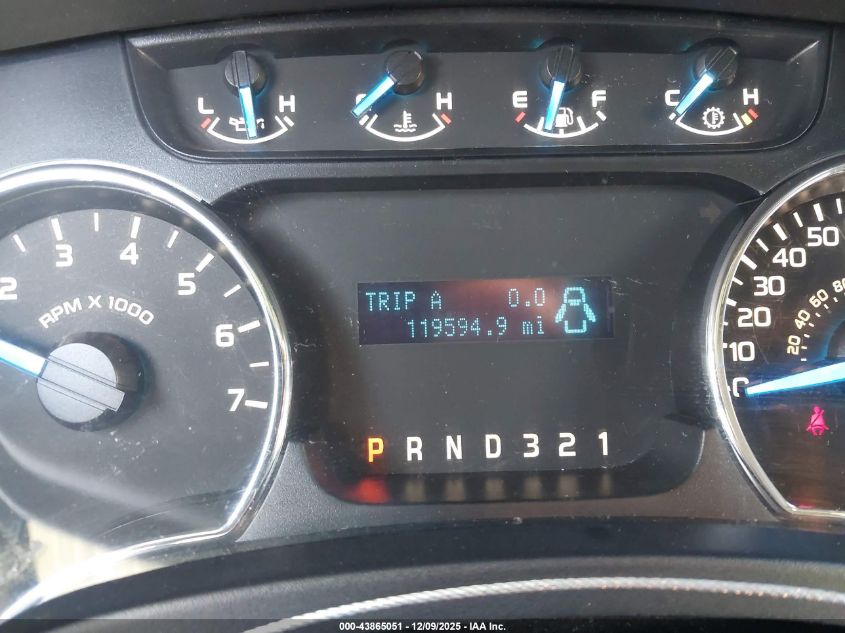 L H
C H
E F
C H
2 3 4 5 6 7
RPM X 1000
TRIP A 0.0
119594.9 mi
P R N D 3 2 1
0 10 20 30 40 50
20 40 60 80
000-43865051 - 12/09/2025 - IAA Inc.